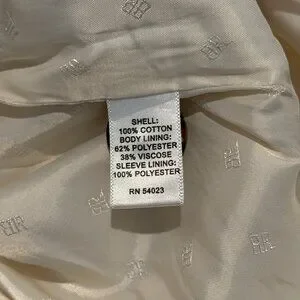 SHELL:
100% COTTON
BODY LINING:
62% POLYESTER
38% VISCOSE
SLEEVE LINING:
100% POLYESTER
RN 54023